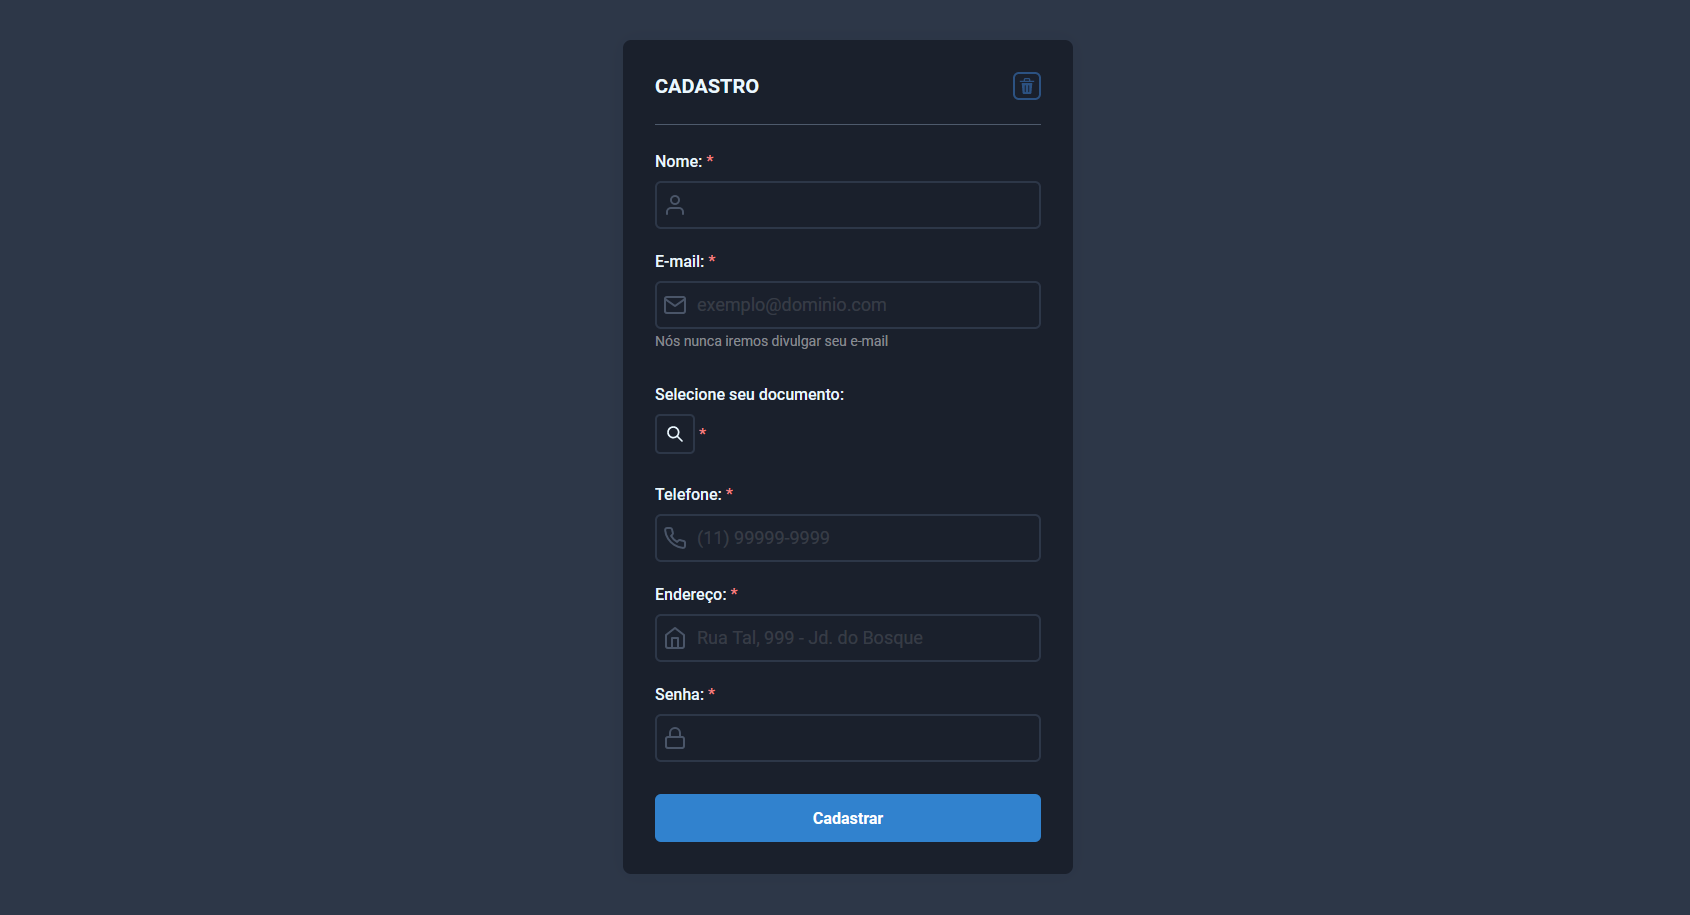 CADASTRO
Nome: *
E-mail: *
exemplo@dominio.com
Nós nunca iremos divulgar seu e-mail
Selecione seu documento:
*
Telefone: *
(11) 99999-9999
Endereço: *
Rua Tal, 999 - Jd. do Bosque
Senha: *
Cadastrar